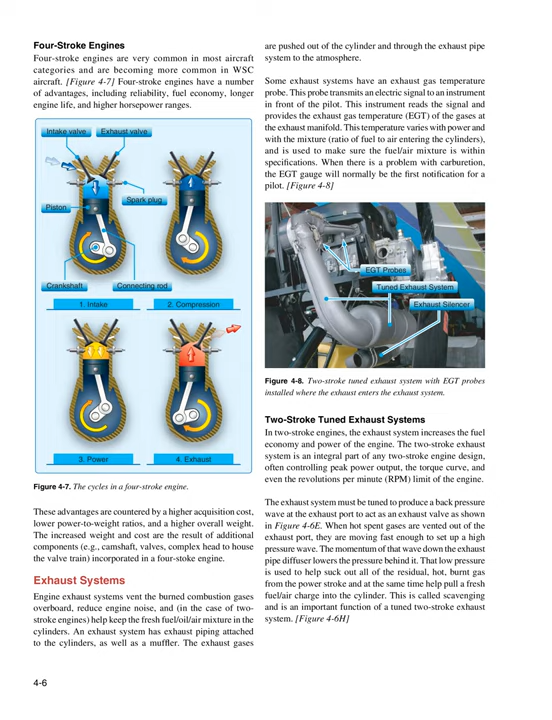 Four-Stroke Engines
Four-stroke engines are very common in most aircraft
categories and are becoming more common in WSC
aircraft. [Figure 4-7] Four-stroke engines have a number
of advantages, including reliability, fuel economy, longer
engine life, and higher horsepower ranges.
Intake valve
Exhaust valve
Spark plug
Piston
Crankshaft
Connecting rod
1. Intake
2. Compression
3. Power
4. Exhaust
Figure 4-7. The cycles in a four-stroke engine.
These advantages are countered by a higher acquisition cost,
lower power-to-weight ratios, and a higher overall weight.
The increased weight and cost are the result of additional
components (e.g., camshaft, valves, complex head to house
the valve train) incorporated in a four-stoke engine.
Exhaust Systems
Engine exhaust systems vent the burned combustion gases
overboard, reduce engine noise, and (in the case of two-
stroke engines) help keep the fresh fuel/oil/air mixture in the
cylinders. An exhaust system has exhaust piping attached
to the cylinders, as well as a muffler. The exhaust gases
are pushed out of the cylinder and through the exhaust pipe
system to the atmosphere.
Some exhaust systems have an exhaust gas temperature
probe. This probe transmits an electric signal to an instrument
in front of the pilot. This instrument reads the signal and
provides the exhaust gas temperature (EGT) of the gases at
the exhaust manifold. This temperature varies with power and
with the mixture (ratio of fuel to air entering the cylinders),
and is used to make sure the fuel/air mixture is within
specifications. When there is a problem with carburetion,
the EGT gauge will normally be the first notification for a
pilot. [Figure 4-8]
EGT Probes
Tuned Exhaust System
Exhaust Silencer
Figure 4-8. Two-stroke tuned exhaust system with EGT probes
installed where the exhaust enters the exhaust system.
Two-Stroke Tuned Exhaust Systems
In two-stroke engines, the exhaust system increases the fuel
economy and power of the engine. The two-stroke exhaust
system is an integral part of any two-stroke engine design,
often controlling peak power output, the torque curve, and
even the revolutions per minute (RPM) limit of the engine.
The exhaust system must be tuned to produce a back pressure
wave at the exhaust port to act as an exhaust valve as shown
in Figure 4-6E. When hot spent gases are vented out of the
exhaust port, they are moving fast enough to set up a high
pressure wave. The momentum of that wave down the exhaust
pipe diffuser lowers the pressure behind it. That low pressure
is used to help suck out all of the residual, hot, burnt gas
from the power stroke and at the same time help pull a fresh
fuel/air charge into the cylinder. This is called scavenging
and is an important function of a tuned two-stroke exhaust
system. [Figure 4-6H]
4-6